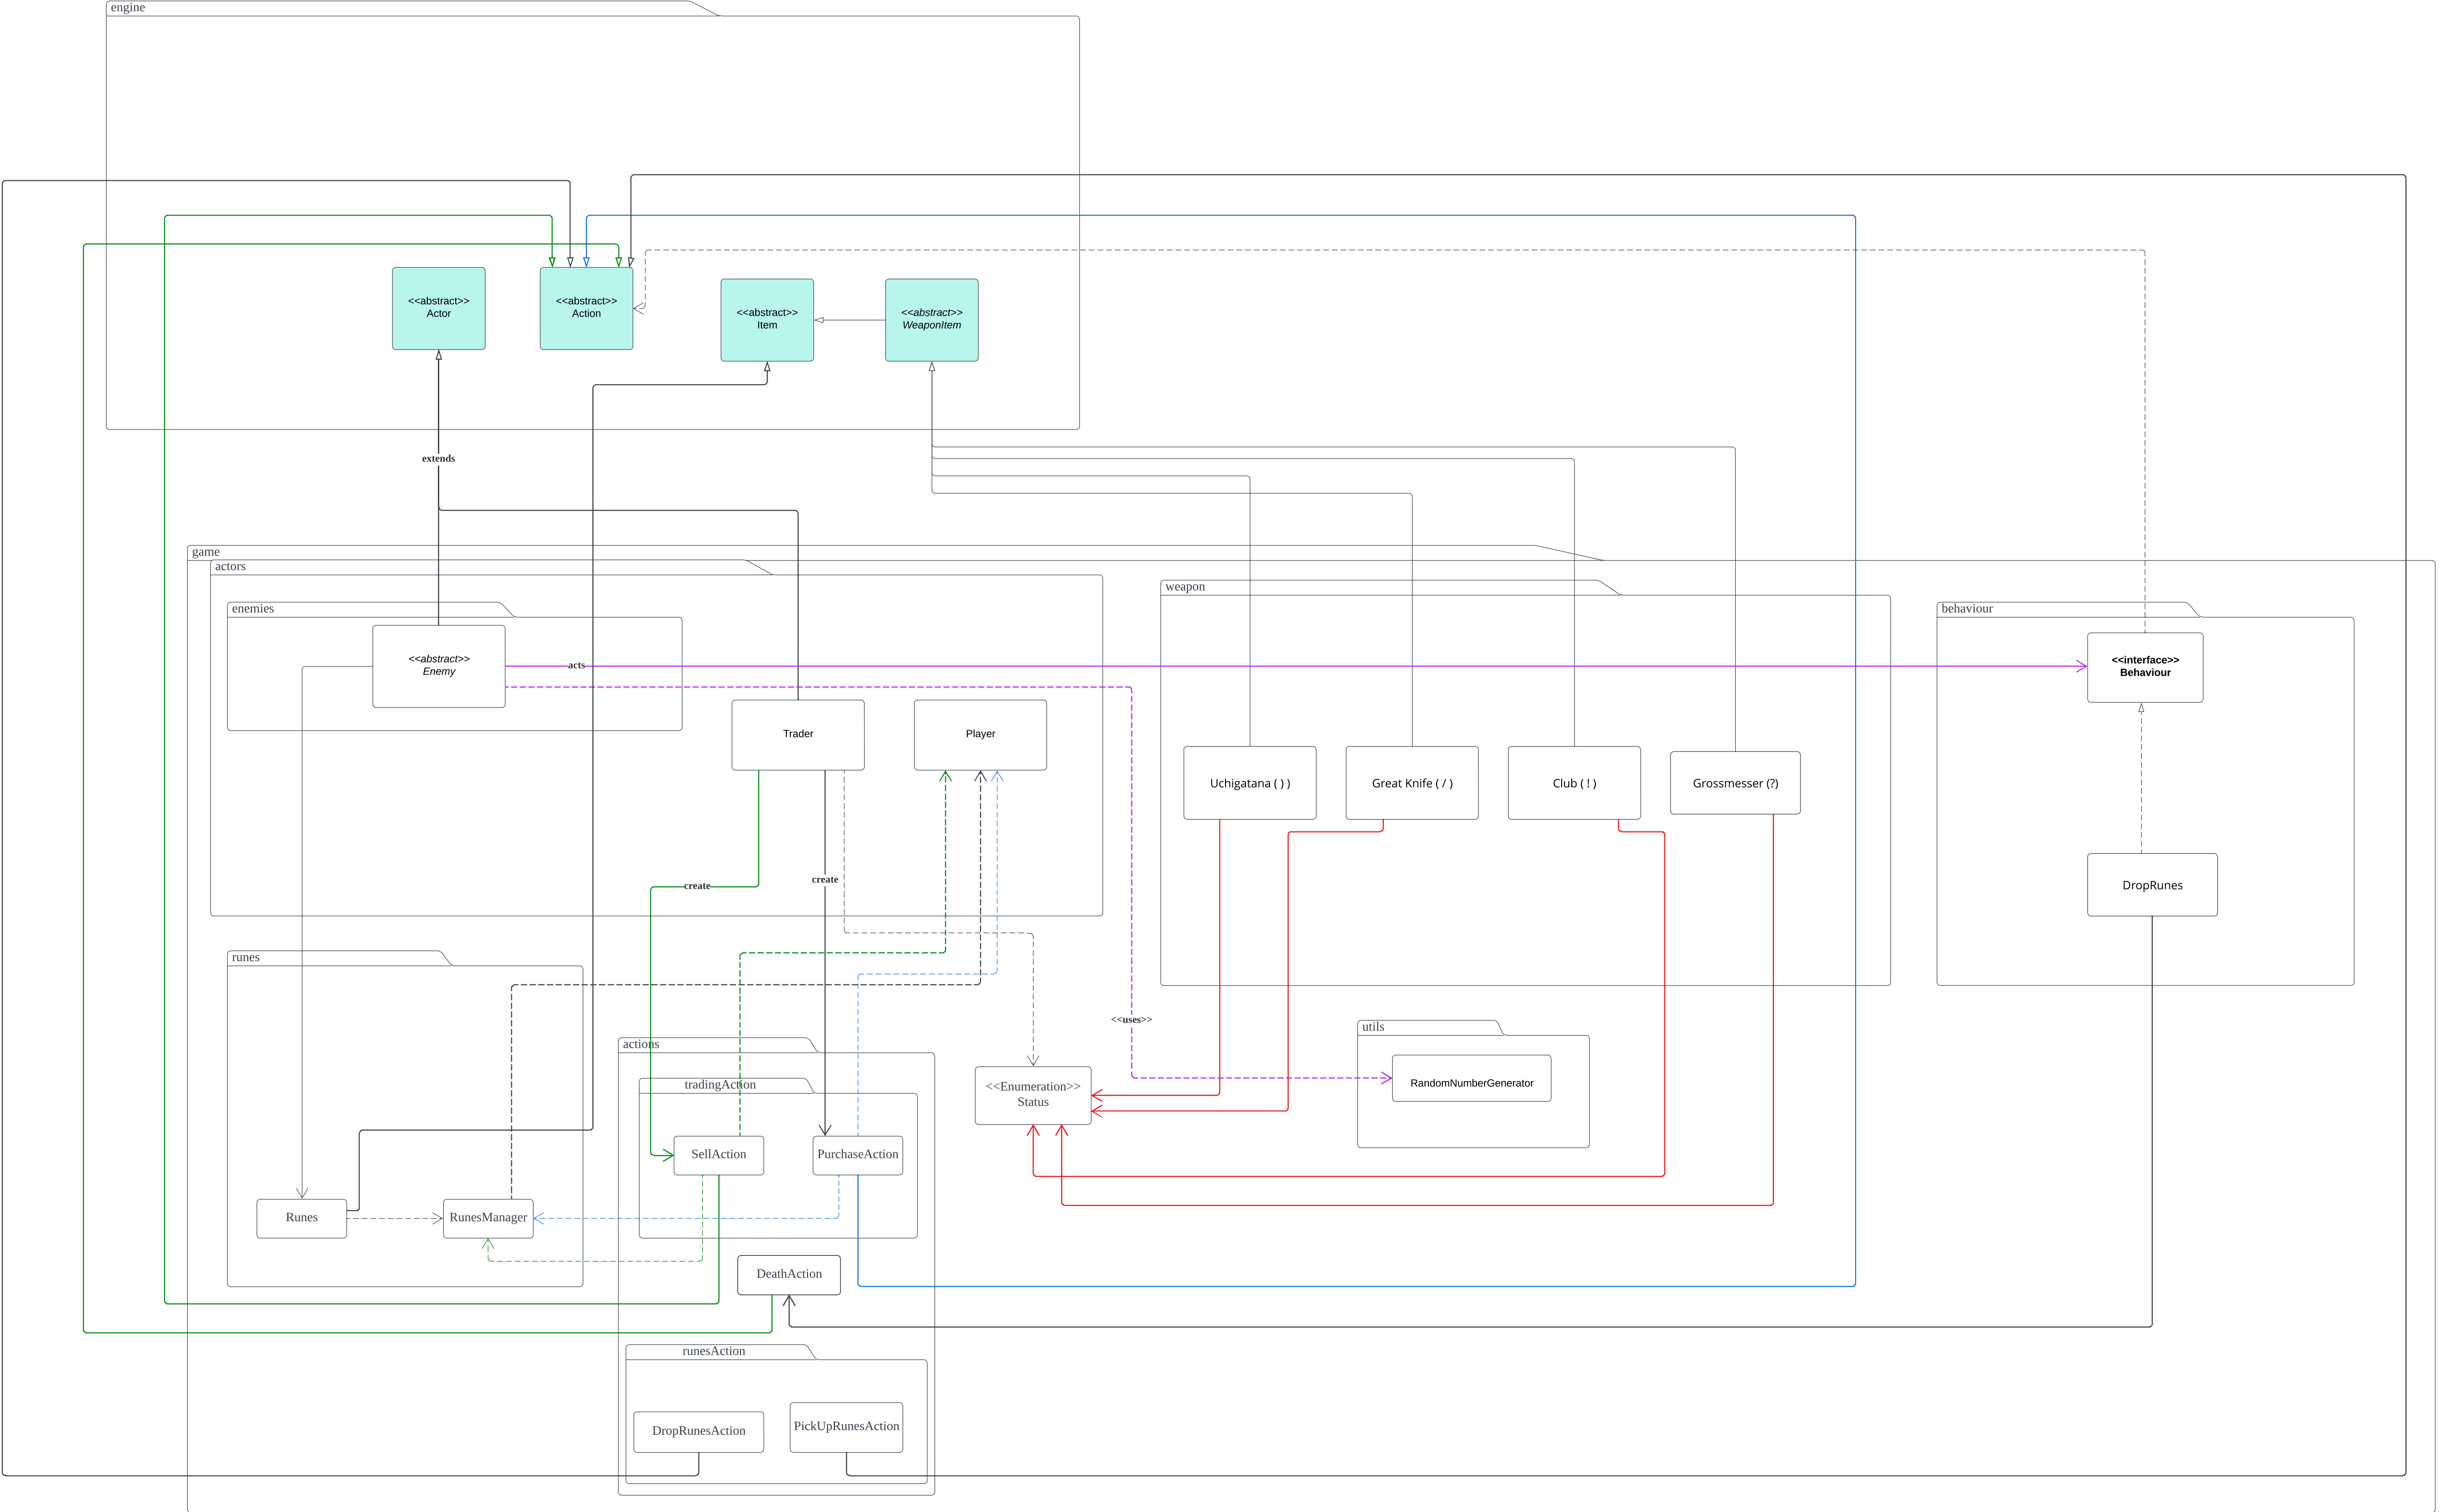 engine
<<abstract>>
Actor
<<abstract>>
Action
<<abstract>>
Item
<<abstract>>
WeaponItem
extends
game
actors
weapon
enemies
behaviour
<<abstract>>
Enemy
acts
<<interface>>
Behaviour
Trader
Player
Uchigatana ( ) )
Great Knife ( / )
Club ( ! )
Grossmesser (?)
create
create
DropRunes
runes
<<uses>>
utils
actions
tradingAction
<<Enumeration>>
Status
RandomNumberGenerator
SellAction
PurchaseAction
Runes
RunesManager
DeathAction
runesAction
DropRunesAction
PickUpRunesAction